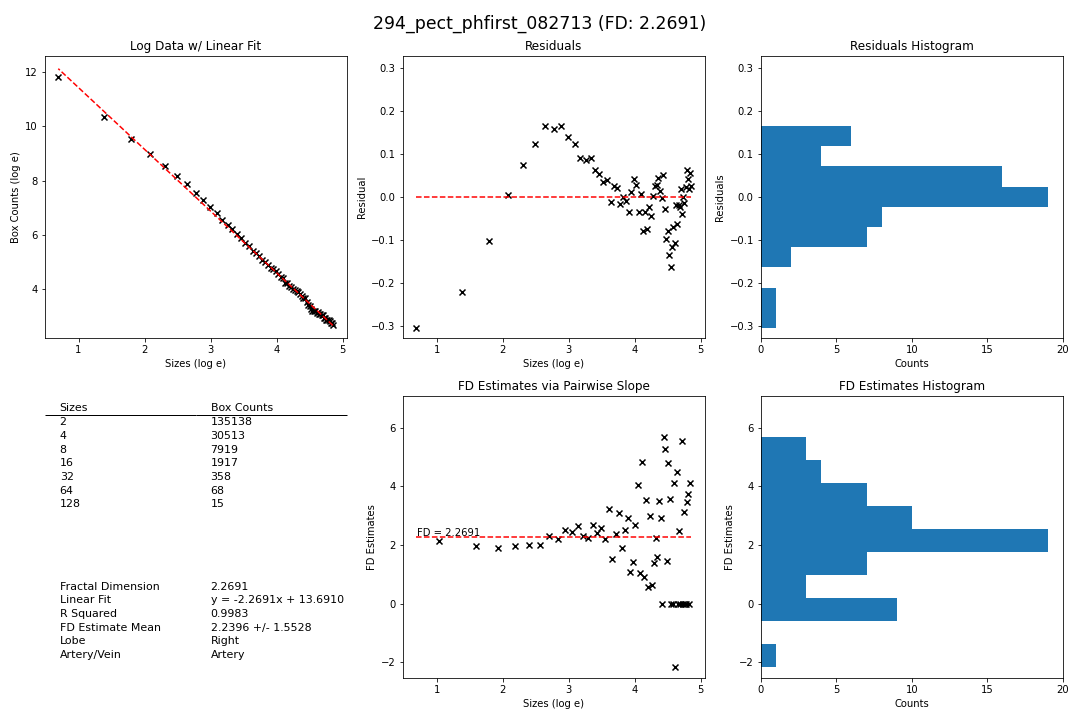 294_pect_phfirst_082713 (FD: 2.2691)
Log Data w/ Linear Fit
Box Counts (log e)
12
10
8
6
4
1 2 3 4 5
Sizes (log e)
Residuals
Residual
0.3
0.2
0.1
0.0
−0.1
−0.2
−0.3
1 2 3 4 5
Sizes (log e)
Residuals Histogram
Residuals
0.3
0.2
0.1
0.0
−0.1
−0.2
−0.3
0 5 10 15 20
Counts
Sizes Box Counts
2 135138
4 30513
8 7919
16 1917
32 358
64 68
128 15
Fractal Dimension 2.2691
Linear Fit y = -2.2691x + 13.6910
R Squared 0.9983
FD Estimate Mean 2.2396 +/- 1.5528
Lobe Right
Artery/Vein Artery
FD Estimates via Pairwise Slope
FD Estimates
6
4
2
0
−2
FD = 2.2691
1 2 3 4 5
Sizes (log e)
FD Estimates Histogram
FD Estimates
6
4
2
0
−2
0 5 10 15 20
Counts